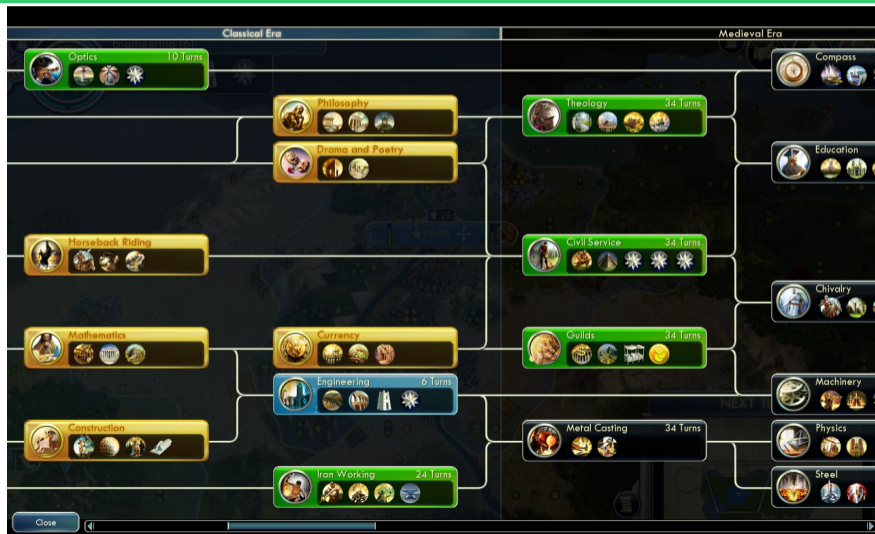 Classical Era
Medieval Era
Optics
10 Turns
Compass
Philosophy
Theology
34 Turns
Drama and Poetry
Education
Horseback Riding
Civil Service
34 Turns
Chivalry
Mathematics
Currency
Guilds
34 Turns
Engineering
6 Turns
Machinery
NEXT T
Construction
Metal Casting
34 Turns
Physics
Iron Working
24 Turns
Steel
Close